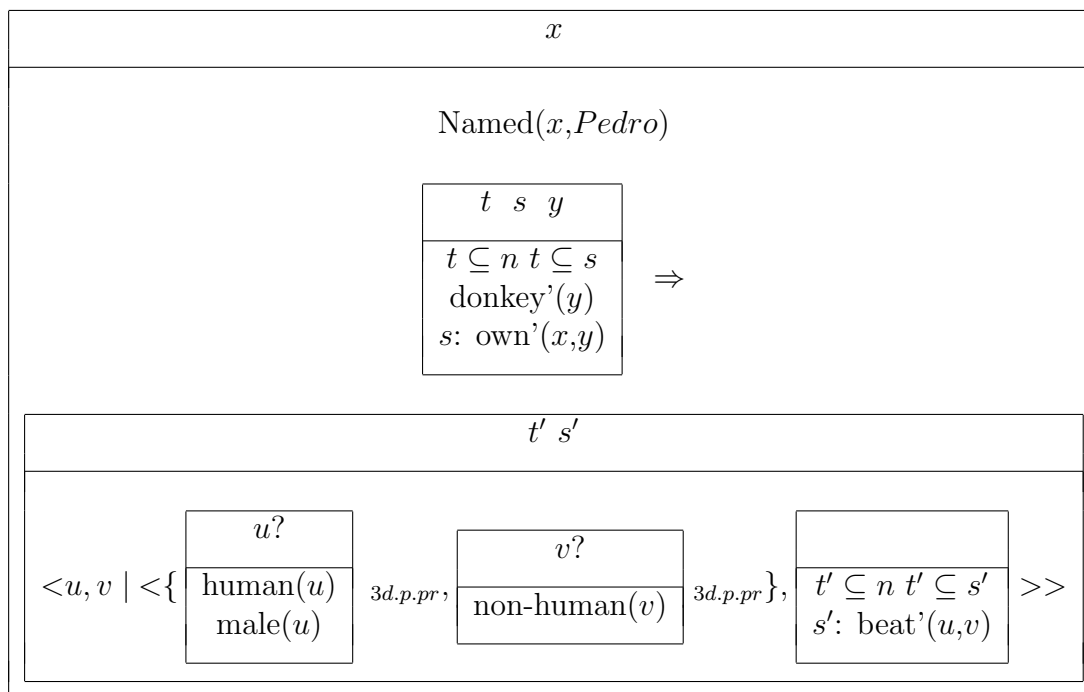 x
Named(x,Pedro)
t s y
t ⊆ n t ⊆ s
donkey’(y)
s: own’(x,y)
⇒
t′ s′
<u, v | <{
u?
human(u)
male(u)
3d.p.pr,
v?
non-human(v)
3d.p.pr},
t′ ⊆ n t′ ⊆ s′
s′: beat’(u,v)
>>